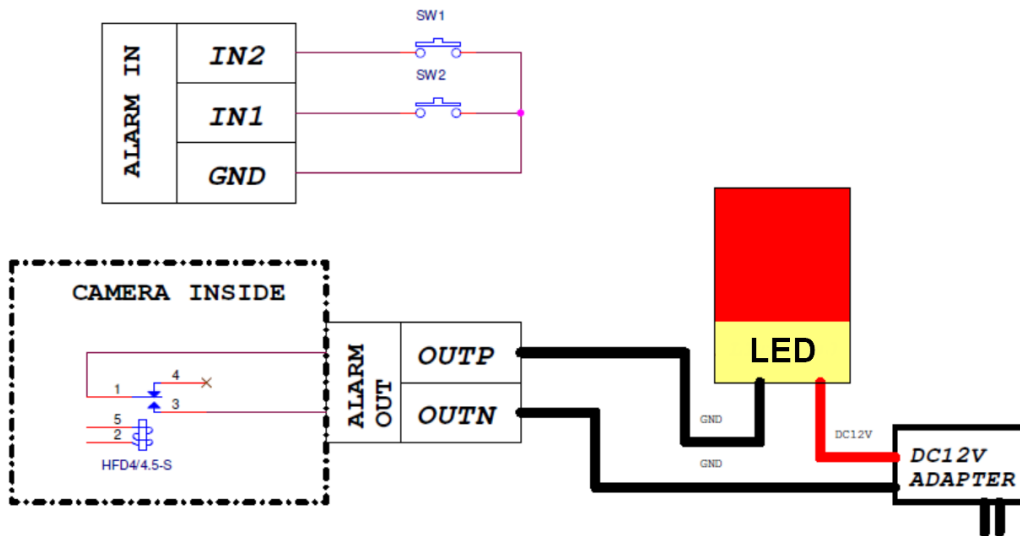 SW1
IN2
SW2
ALARM IN
IN1
GND
CAMERA INSIDE
1
4
3
5
2
HFD4/4.5-S
ALARM
OUT
OUTP
OUTN
LED
GND
GND
DC12V
DC12V
ADAPTER